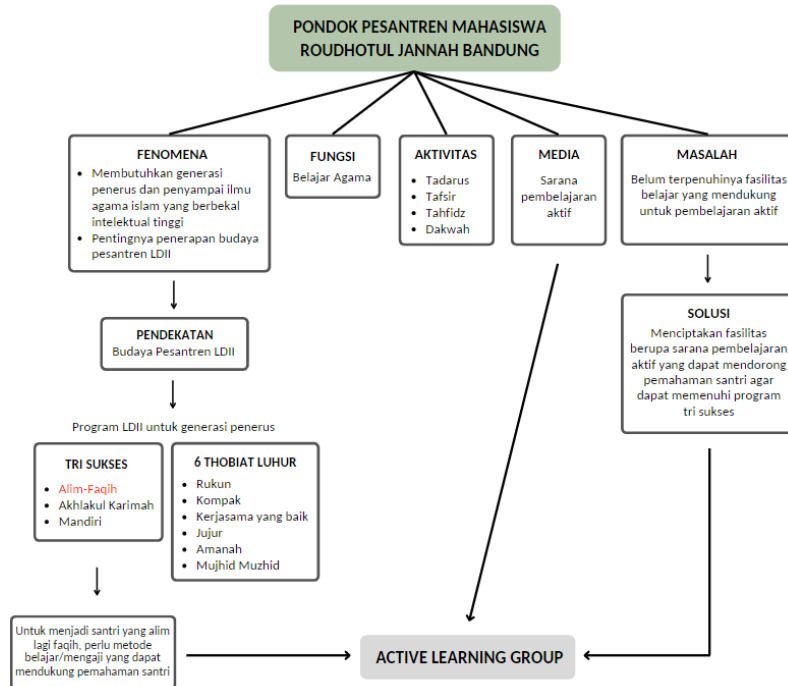 PONDOK PESANTREN MAHASISWA
ROUDHOTUL JANNAH BANDUNG
FENOMENA
• Membutuhkan generasi
penerus dan penyampai ilmu
agama islam yang berbekal
intelektual tinggi
• Pentingnya penerapan budaya
pesantren LDII
FUNGSI
Belajar Agama
AKTIVITAS
• Tadarus
• Tafsir
• Tahfidz
• Dakwah
MEDIA
Sarana
pembelajaran
aktif
MASALAH
Belum terpenuhinya fasilitas
belajar yang mendukung
untuk pembelajaran aktif
PENDEKATAN
Budaya Pesantren LDII
SOLUSI
Menciptakan fasilitas
berupa sarana pembelajaran
aktif yang dapat mendorong
pemahaman santri agar
dapat memenuhi program
tri sukses
Program LDII untuk generasi penerus
TRI SUKSES
• Alim-Faqih
• Akhlakul Karimah
• Mandiri
6 THOBIAT LUHUR
• Rukun
• Kompak
• Kerjasama yang baik
• Jujur
• Amanah
• Mujhid Muzhid
Untuk menjadi santri yang alim
lagi faqih, perlu metode
belajar/mengaji yang dapat
mendukung pemahaman santri
ACTIVE LEARNING GROUP